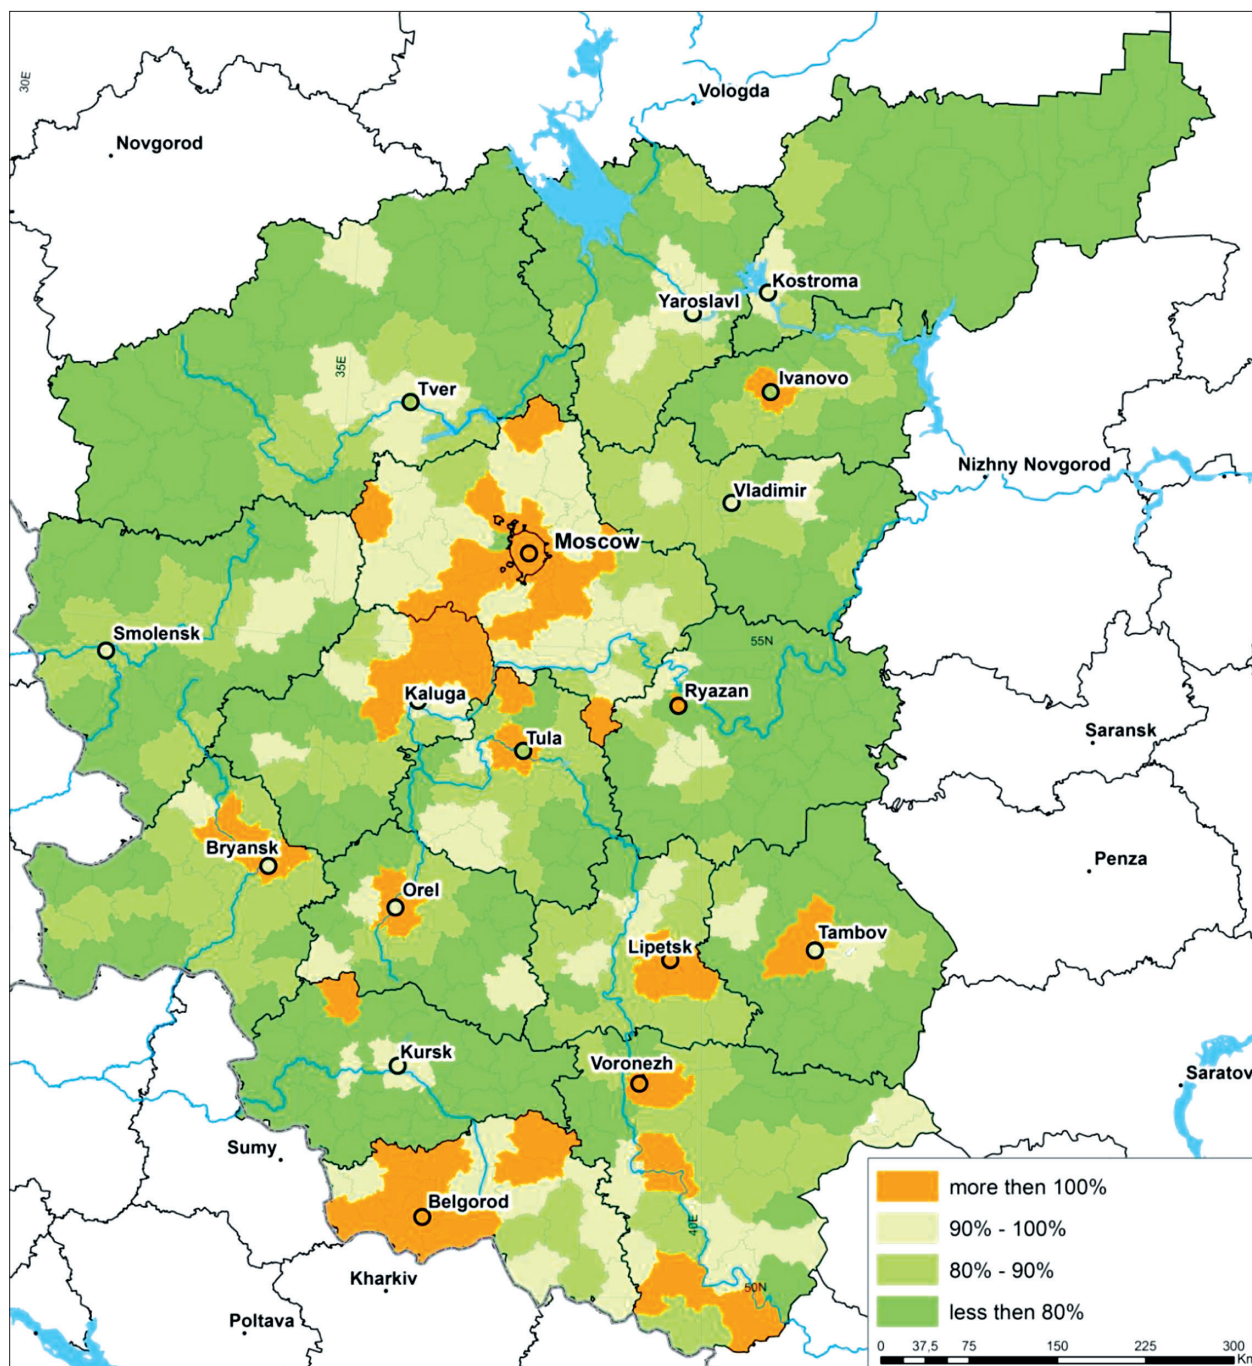 30E
Vologda
Novgorod
Kostroma
Yaroslavl
35E
Tver
Ivanovo
Nizhny Novgorod
Vladimir
Moscow
Smolensk
55N
Kaluga
Ryazan
Saransk
Tula
Bryansk
Penza
Orel
Tambov
Lipetsk
Kursk
Voronezh
Saratov
Sumy
Belgorod
40E
Kharkiv
50N
Poltava
more then 100%
90% - 100%
80% - 90%
less then 80%
0 37,5 75 150 225 300
Km